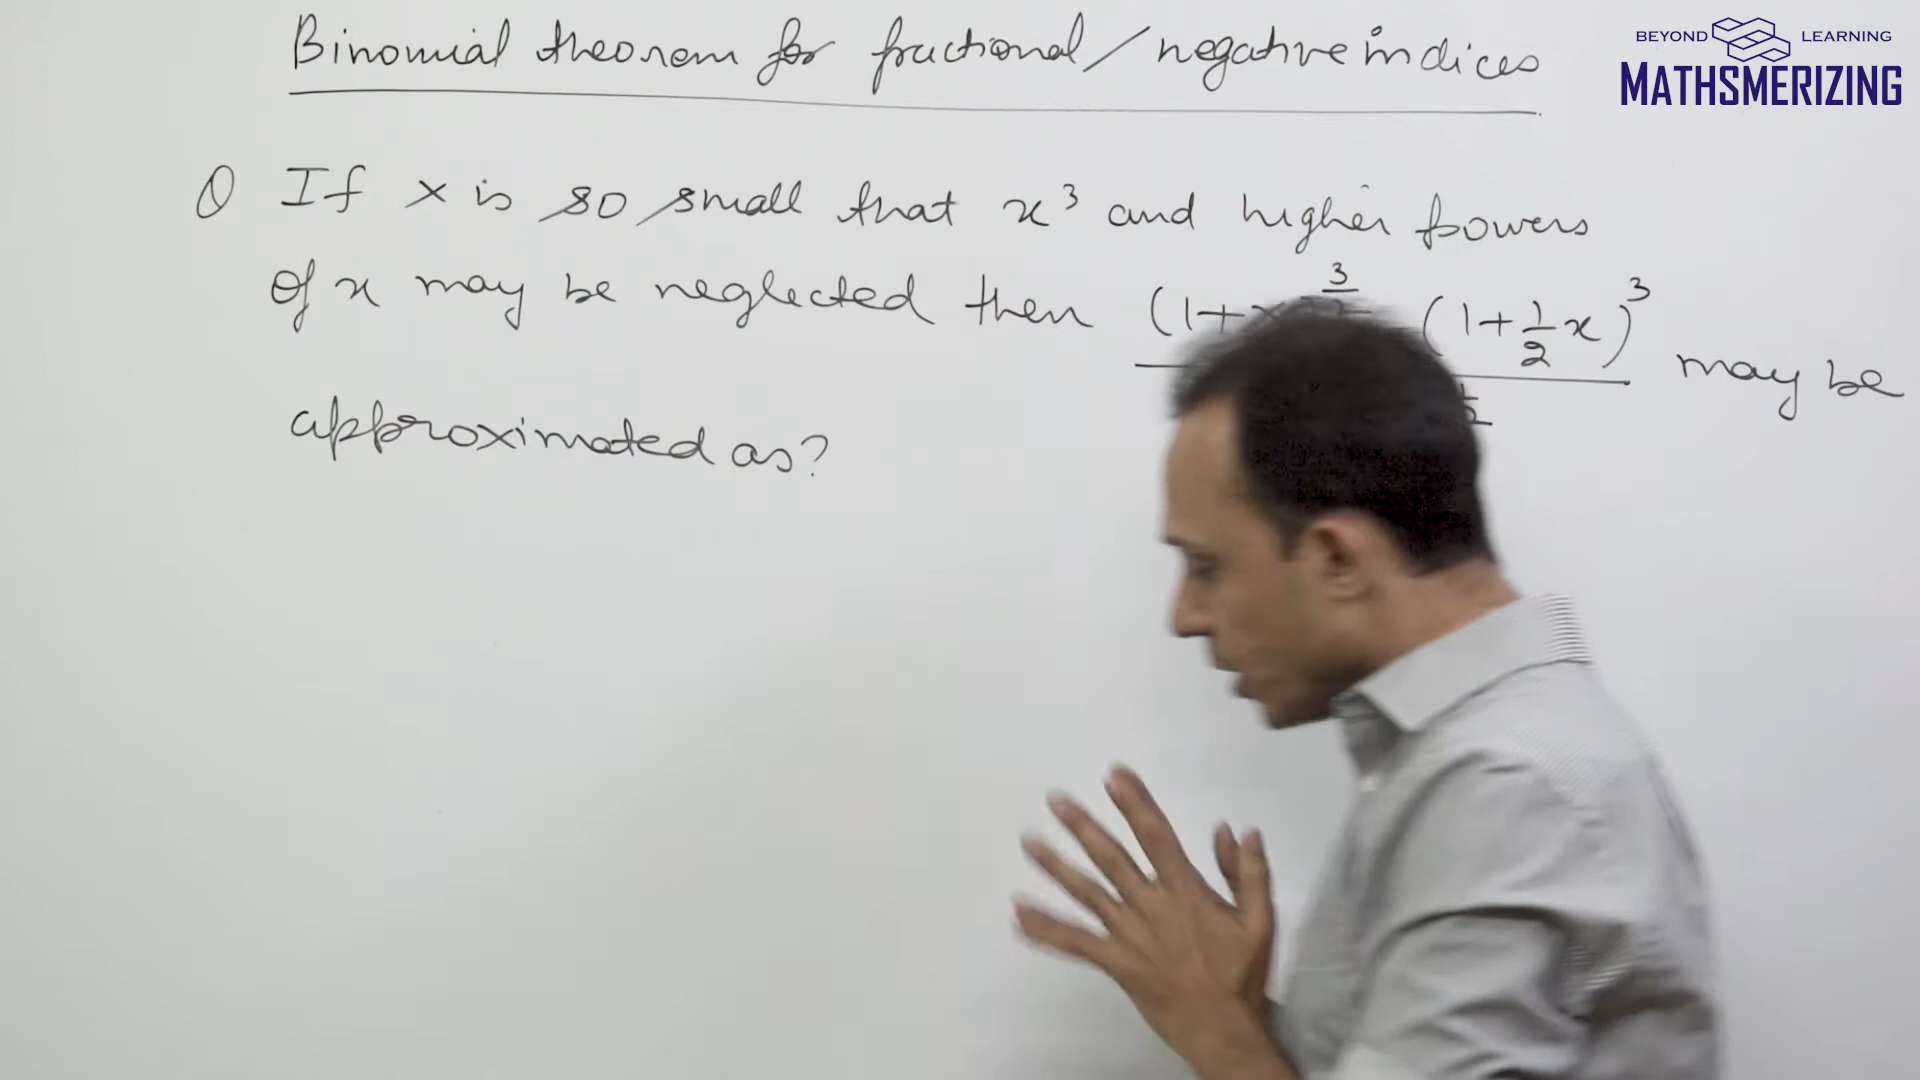 Binomial theorem for fractional/negative indices
BEYOND LEARNING
MATHSMERIZING
Q If x is so small that x³ and higher powers
of x may be neglected then (1+x 3 (1+½x)³ may be
approximated as?